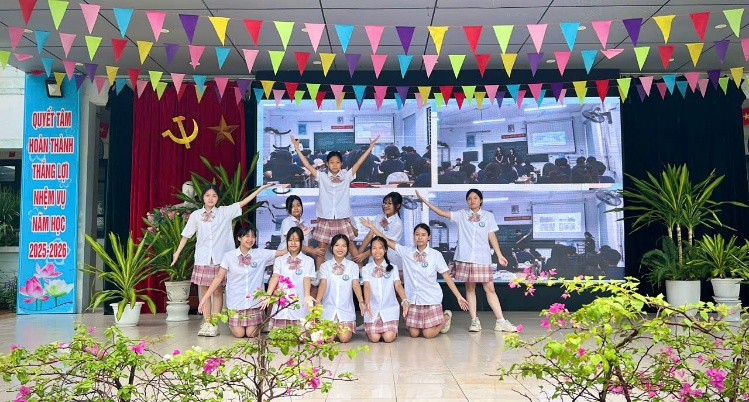 QUYẾT TÂM
HOÀN THÀNH
THẮNG LỢI
NHIỆM VỤ
NĂM HỌC
2025-2026